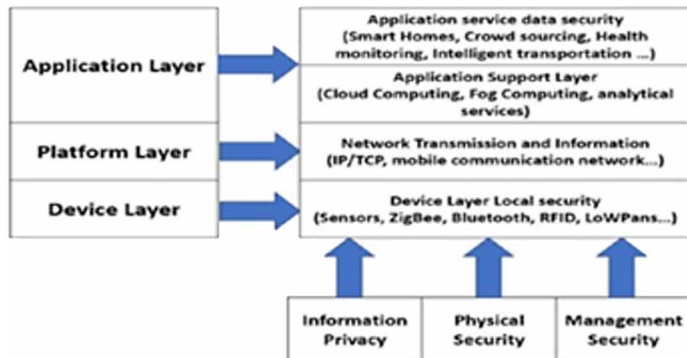 Application Layer
Application service data security
(Smart Homes, Crowd sourcing, Health
monitoring, Intelligent transportation ...)
Application Support Layer
(Cloud Computing, Fog Computing, analytical
services)
Platform Layer
Network Transmission and Information
(IP/TCP, mobile communication network...)
Device Layer
Device Layer Local security
(Sensors, ZigBee, Bluetooth, RFID, LoWPans...)
Information
Privacy
Physical
Security
Management
Security